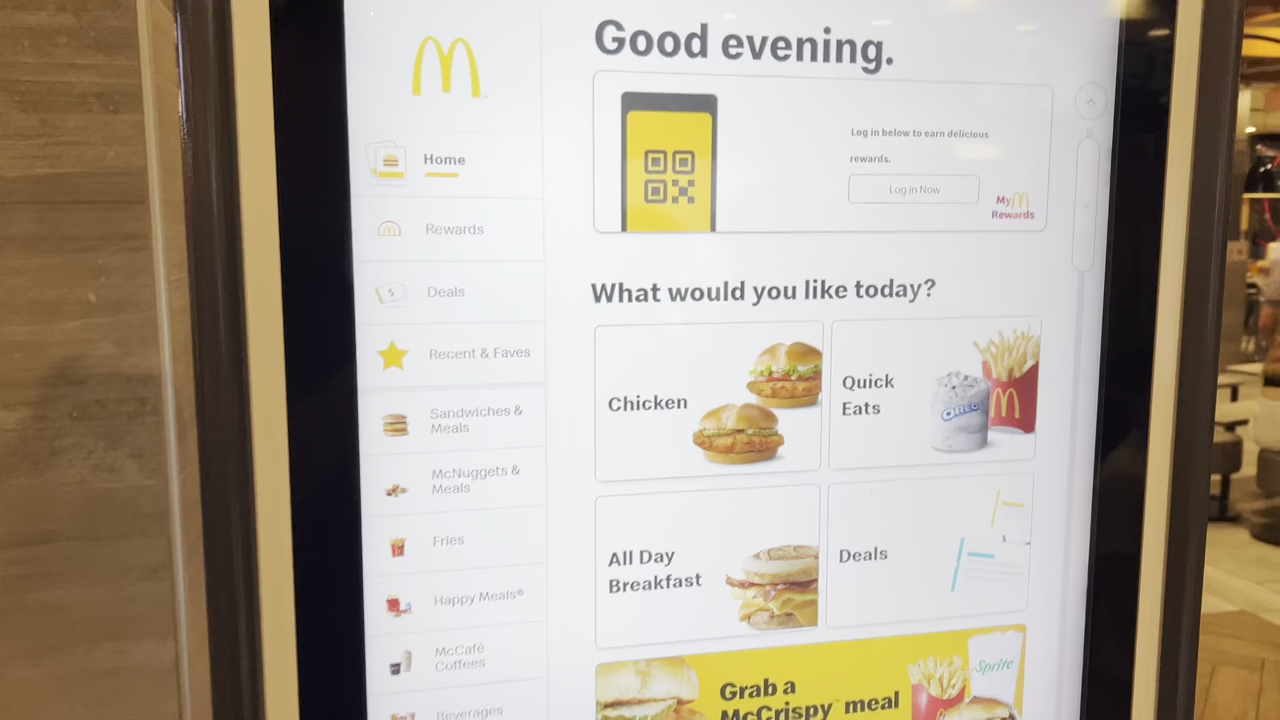 Good evening.
Log in below to earn delicious
rewards.
Log in Now
My
Rewards
Home
Rewards
Deals
Recent & Faves
Sandwiches &
Meals
McNuggets &
Meals
Fries
Happy Meals®
McCafé
Coffees
Beverages
What would you like today?
Chicken
Quick
Eats
OREO
All Day
Breakfast
Deals
Grab a
McCrispy™ meal
Sprite